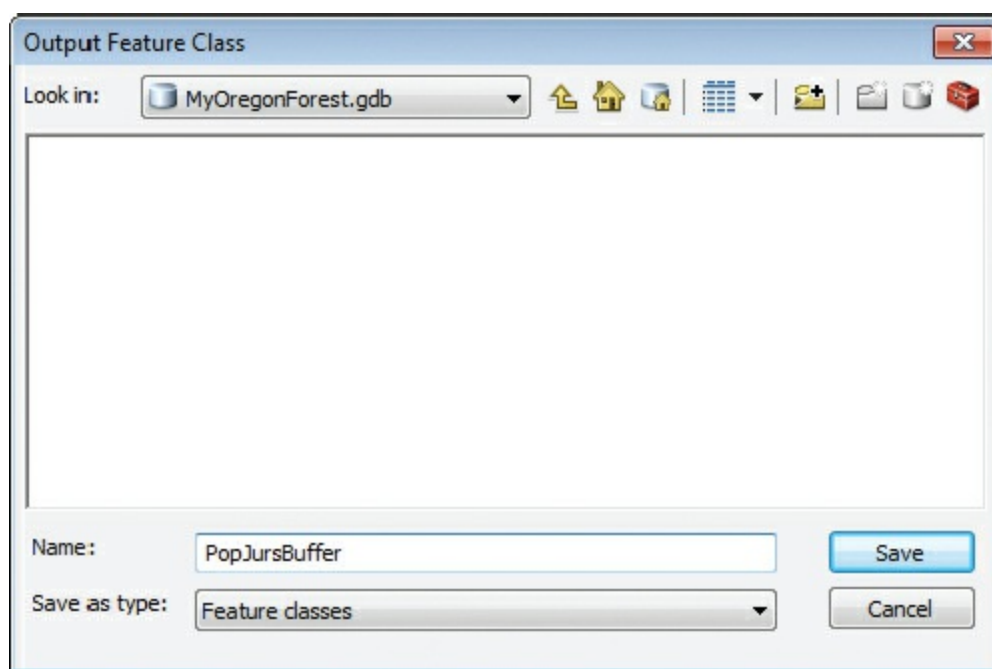 Output Feature Class
Look in:
MyOregonForest.gdb
Name:
PopJursBuffer
Save
Save as type:
Feature classes
Cancel